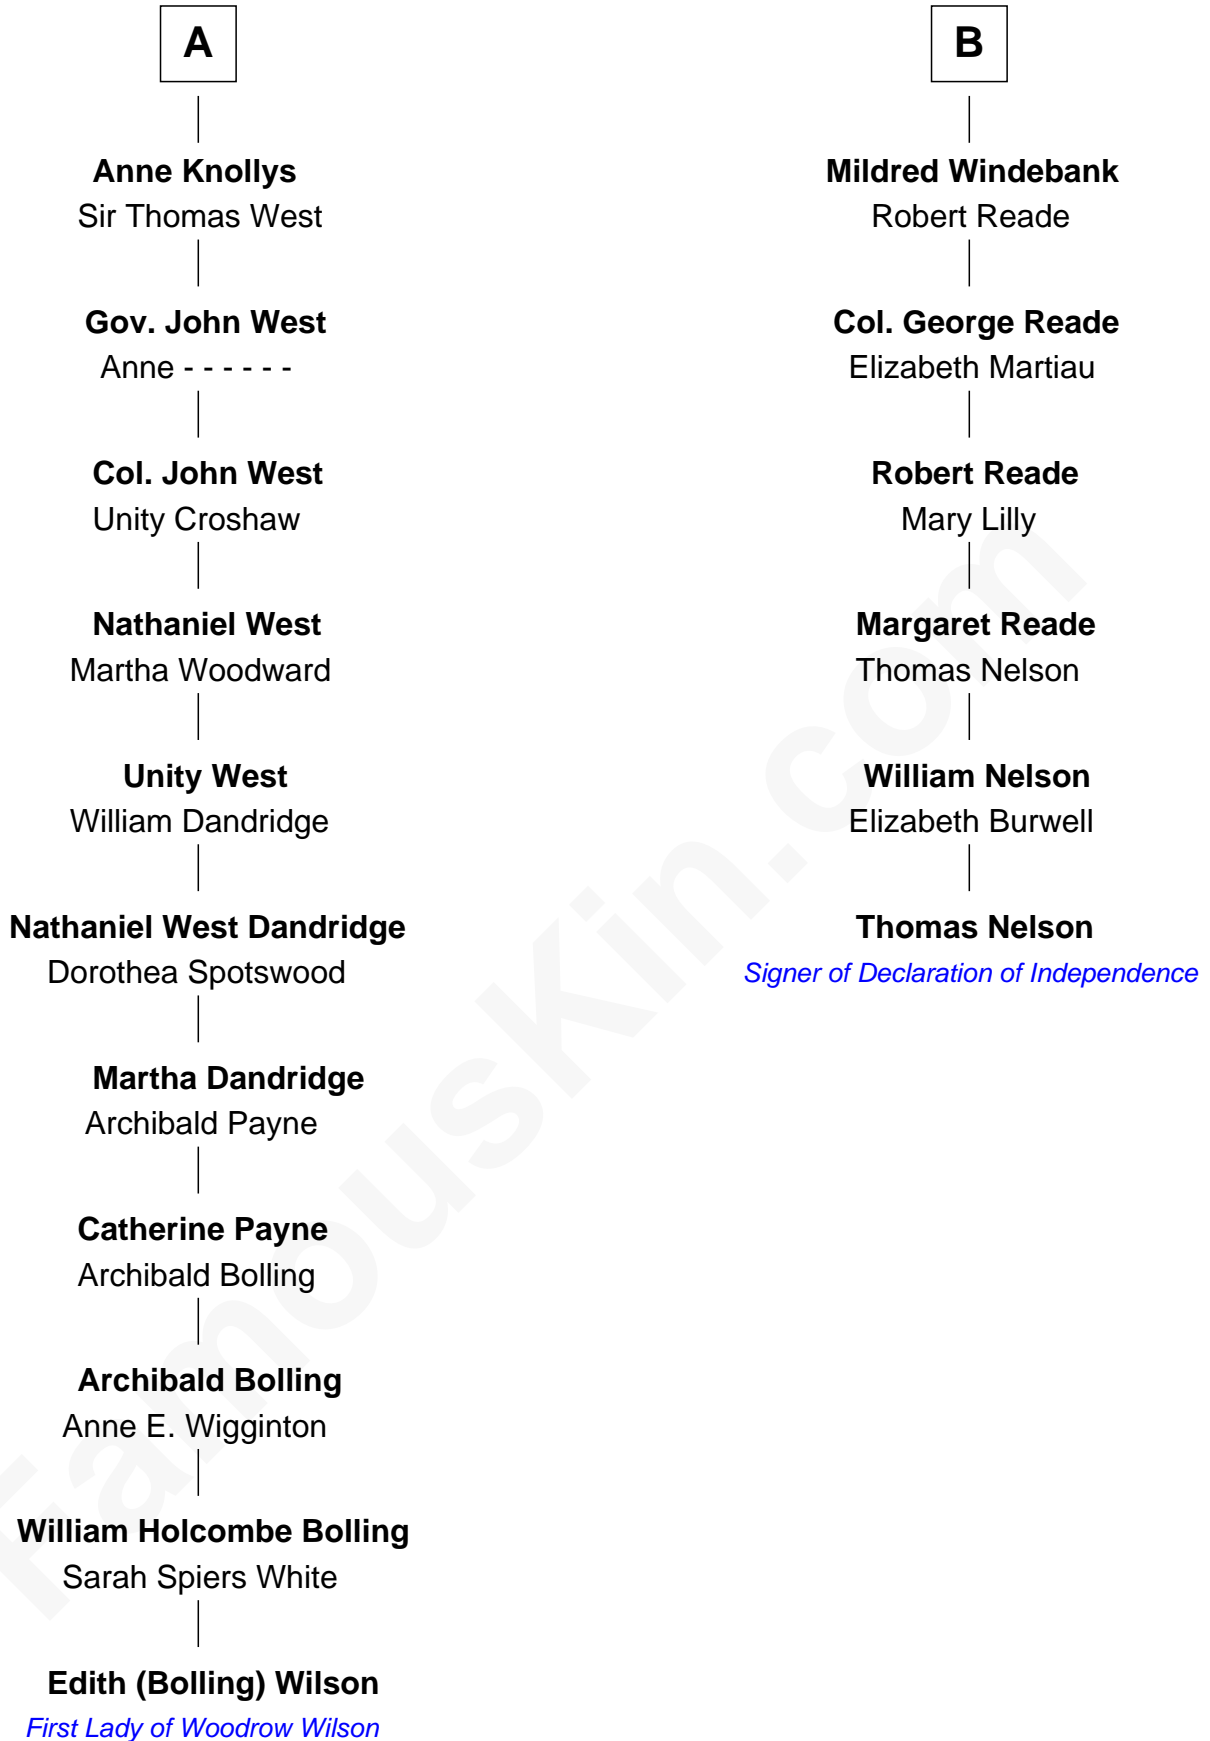 A
Anne Knollys
Sir Thomas West
Gov. John West
Anne - - - - - -
Col. John West
Unity Croshaw
Nathaniel West
Martha Woodward
Unity West
William Dandridge
Nathaniel West Dandridge
Dorothea Spotswood
Martha Dandridge
Archibald Payne
Catherine Payne
Archibald Bolling
Archibald Bolling
Anne E. Wigginton
William Holcombe Bolling
Sarah Spiers White
Edith (Bolling) Wilson
First Lady of Woodrow Wilson
B
Mildred Windebank
Robert Reade
Col. George Reade
Elizabeth Martiau
Robert Reade
Mary Lilly
Margaret Reade
Thomas Nelson
William Nelson
Elizabeth Burwell
Thomas Nelson
Signer of Declaration of Independence
FamousKin.com